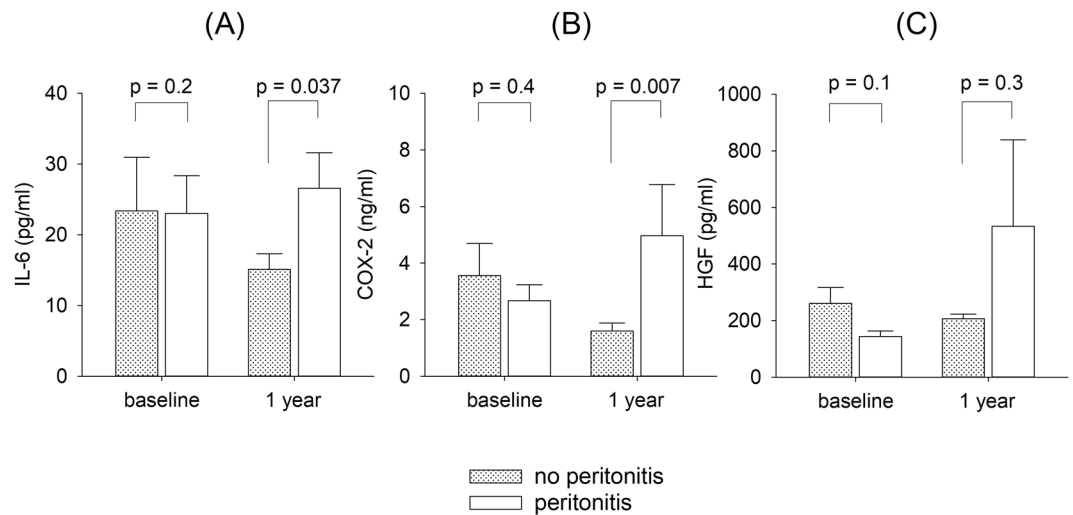 (A)
(B)
(C)
p = 0.2
p = 0.037
p = 0.4
p = 0.007
p = 0.1
p = 0.3
IL-6 (pg/ml)
40
30
20
10
0
baseline
1 year
COX-2 (ng/ml)
10
8
6
4
2
0
baseline
1 year
HGF (pg/ml)
1000
800
600
400
200
0
baseline
1 year
no peritonitis
peritonitis